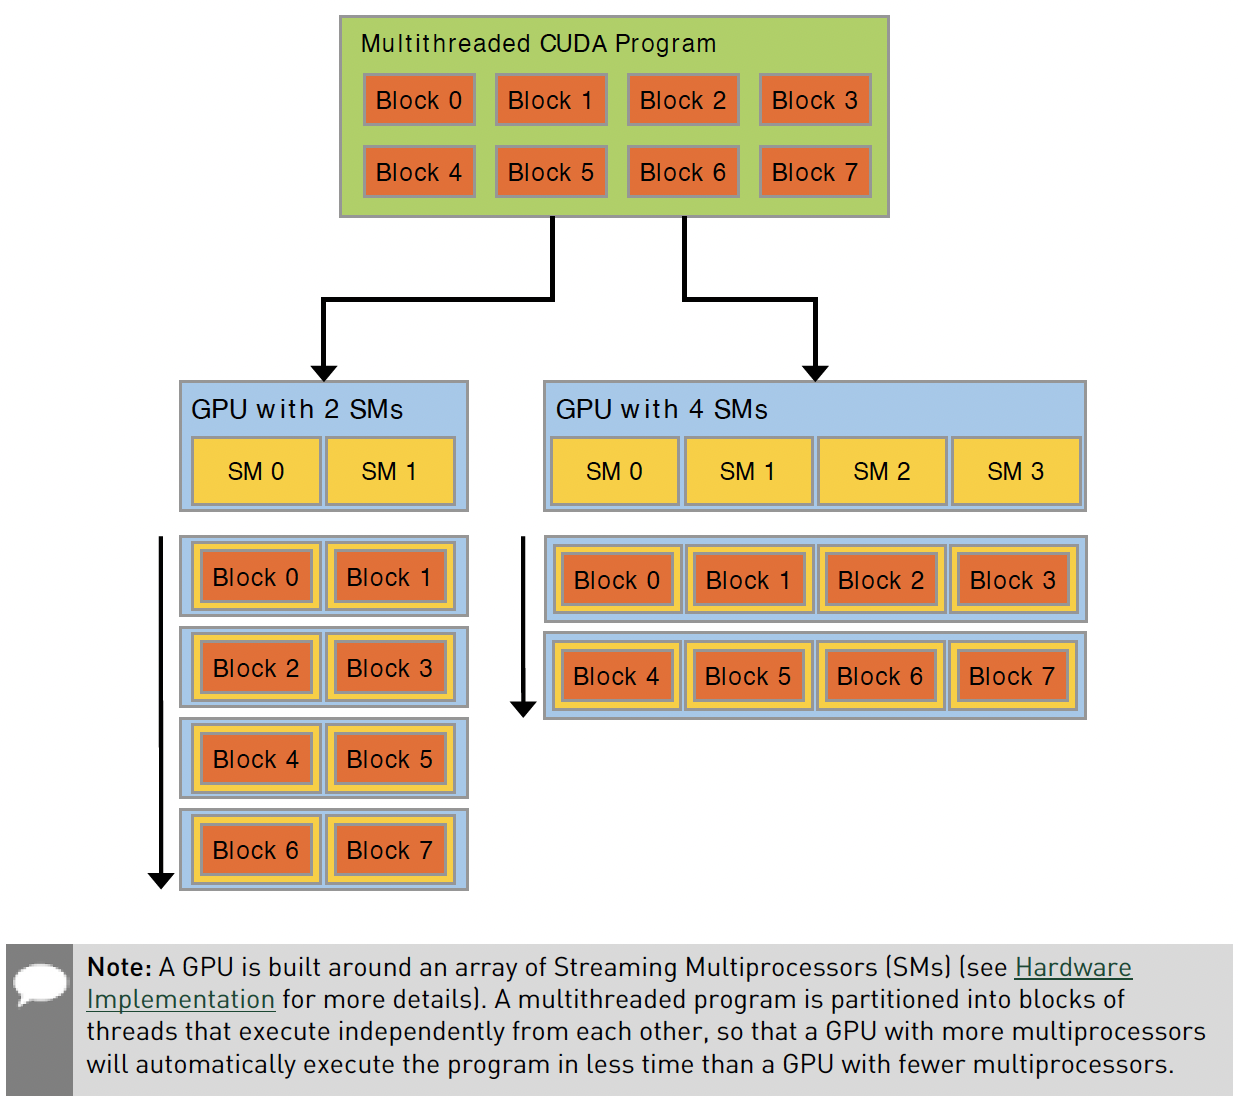 Multithreaded CUDA Program
Block 0 Block 1 Block 2 Block 3
Block 4 Block 5 Block 6 Block 7
GPU with 2 SMs
SM 0 SM 1
Block 0 Block 1
Block 2 Block 3
Block 4 Block 5
Block 6 Block 7
GPU with 4 SMs
SM 0 SM 1 SM 2 SM 3
Block 0 Block 1 Block 2 Block 3
Block 4 Block 5 Block 6 Block 7
Note: A GPU is built around an array of Streaming Multiprocessors (SMs) (see Hardware
Implementation for more details). A multithreaded program is partitioned into blocks of
threads that execute independently from each other, so that a GPU with more multiprocessors
will automatically execute the program in less time than a GPU with fewer multiprocessors.